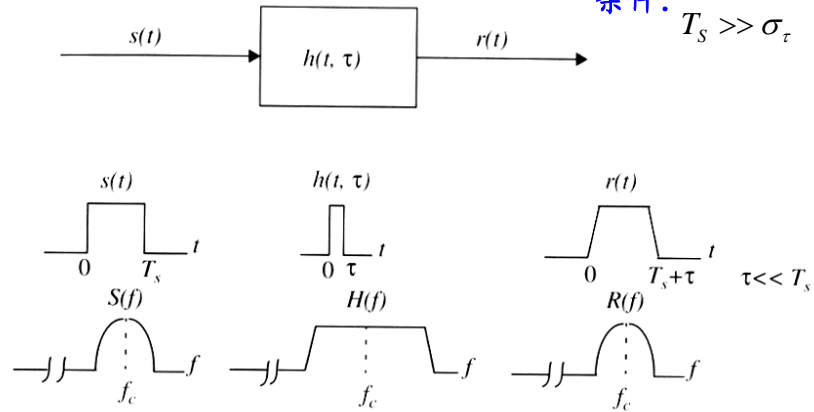 条件：
T_S >> σ_τ
s(t)
h(t, τ)
r(t)
s(t)
h(t, τ)
r(t)
t
t
t
0
T_s
0
τ
0
T_s+τ
τ<< T_s
S(f)
H(f)
R(f)
f
f
f
f_c
f_c
f_c